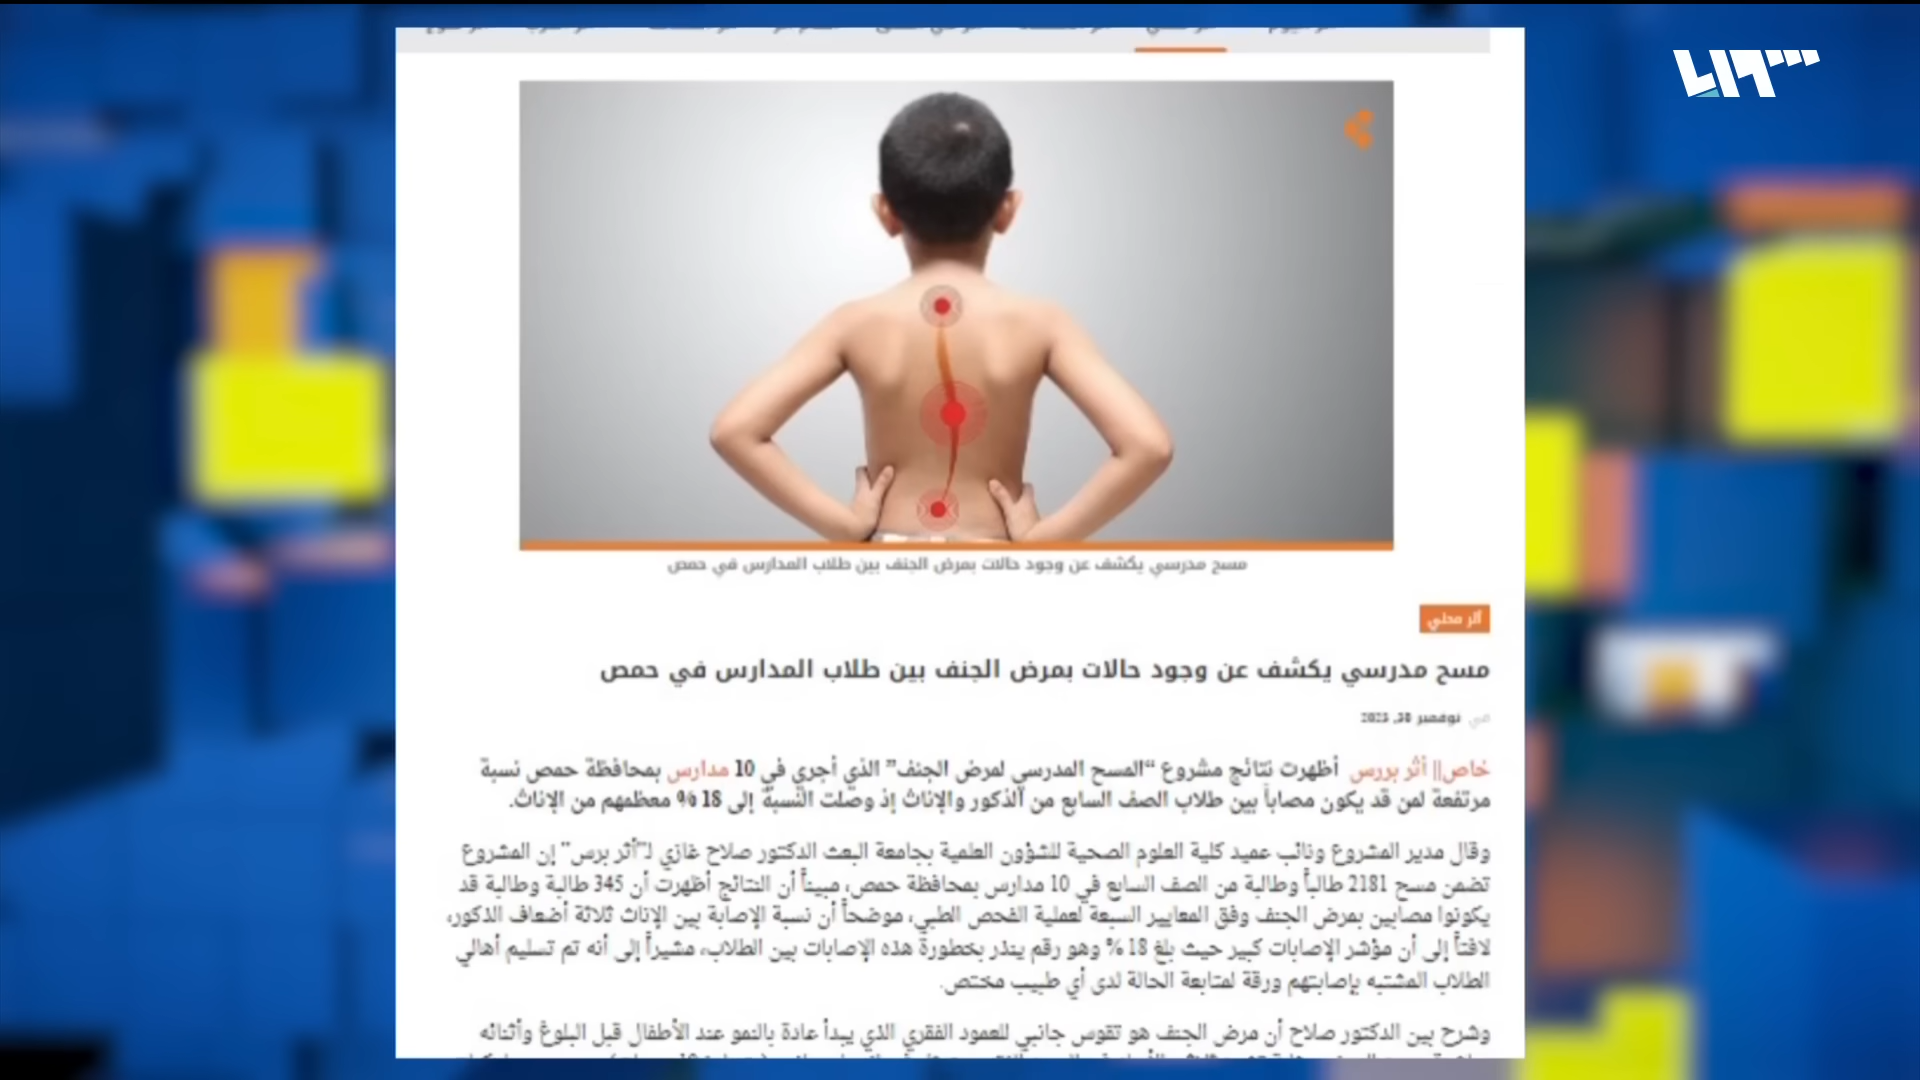 مسح مدرسي يكشف عن وجود حالات بمرض الجنف بين طلاب المدارس في حمص
أثر محلي
مسح مدرسي يكشف عن وجود حالات بمرض الجنف بين طلاب المدارس في حمص
في نوفمبر 30, 2023
خاص|| أثر بررس أظهرت نتائج مشروع “المسح المدرسي لمرض الجنف” الذي أجري في 10 مدارس بمحافظة حمص نسبة
مرتفعة لمن قد يكون مصاباً بين طلاب الصف السابع من الذكور والإناث إذ وصلت النسبة إلى 18 % معظمهم من الإناث.
وقال مدير المشروع ونائب عميد كلية العلوم الصحية للشؤون العلمية بجامعة البعث الدكتور صلاح غازي لـ”أثر برس” إن المشروع
تضمن مسح 2181 طالباً وطالبة من الصف السابع في 10 مدارس بمحافظة حمص، مبيناً أن النتائج أظهرت أن 345 طالبة وطالبة قد
يكونوا مصابين بمرض الجنف وفق المعايير السبعة لعملية الفحص الطبي، موضحاً أن نسبة الإصابة بين الإناث ثلاثة أضعاف الذكور،
لافتاً إلى أن مؤشر الإصابات كبير حيث بلغ 18 % وهو رقم ينذر بخطورة هذه الإصابات بين الطلاب، مشيراً إلى أنه تم تسليم أهالي
الطلاب المشتبه بإصابتهم ورقة لمتابعة الحالة لدى أي طبيب مختص.
وشرح بين الدكتور صلاح أن مرض الجنف هو تقوس جانبي للعمود الفقري الذي يبدأ عادة بالنمو عند الأطفال قبل البلوغ وأثنائه